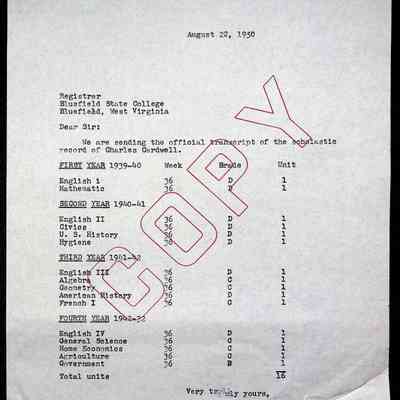 August 22, 1950
Registrar
Bluefield State College
Bluefield, West Virginia
Dear Sir:
We are sending the official transcript of the scholastic
record of Charles Cardwell.
FIRST YEAR 1939-40 Week Grade Unit
English i 36 D 1
Mathematic 36 D 1
SECOND YEAR 1940-41
English II 36 D 1
Civics 36 D 1
U. S. History 36 D 1
Hygiene D 1
THIRD YEAR 1941-42
English III 36 D 1
Algebra 36 C 1
Geometry 36 C 1
American History 36 D 1
French I 36 C 1
FOURTH YEAR
English IV 36 D 1
General Science 36 C 1
Home Economics 36 C 1
Agriculture 36 C 1
Government 36 B 1
Total units 16
Very truly yours,
COPY